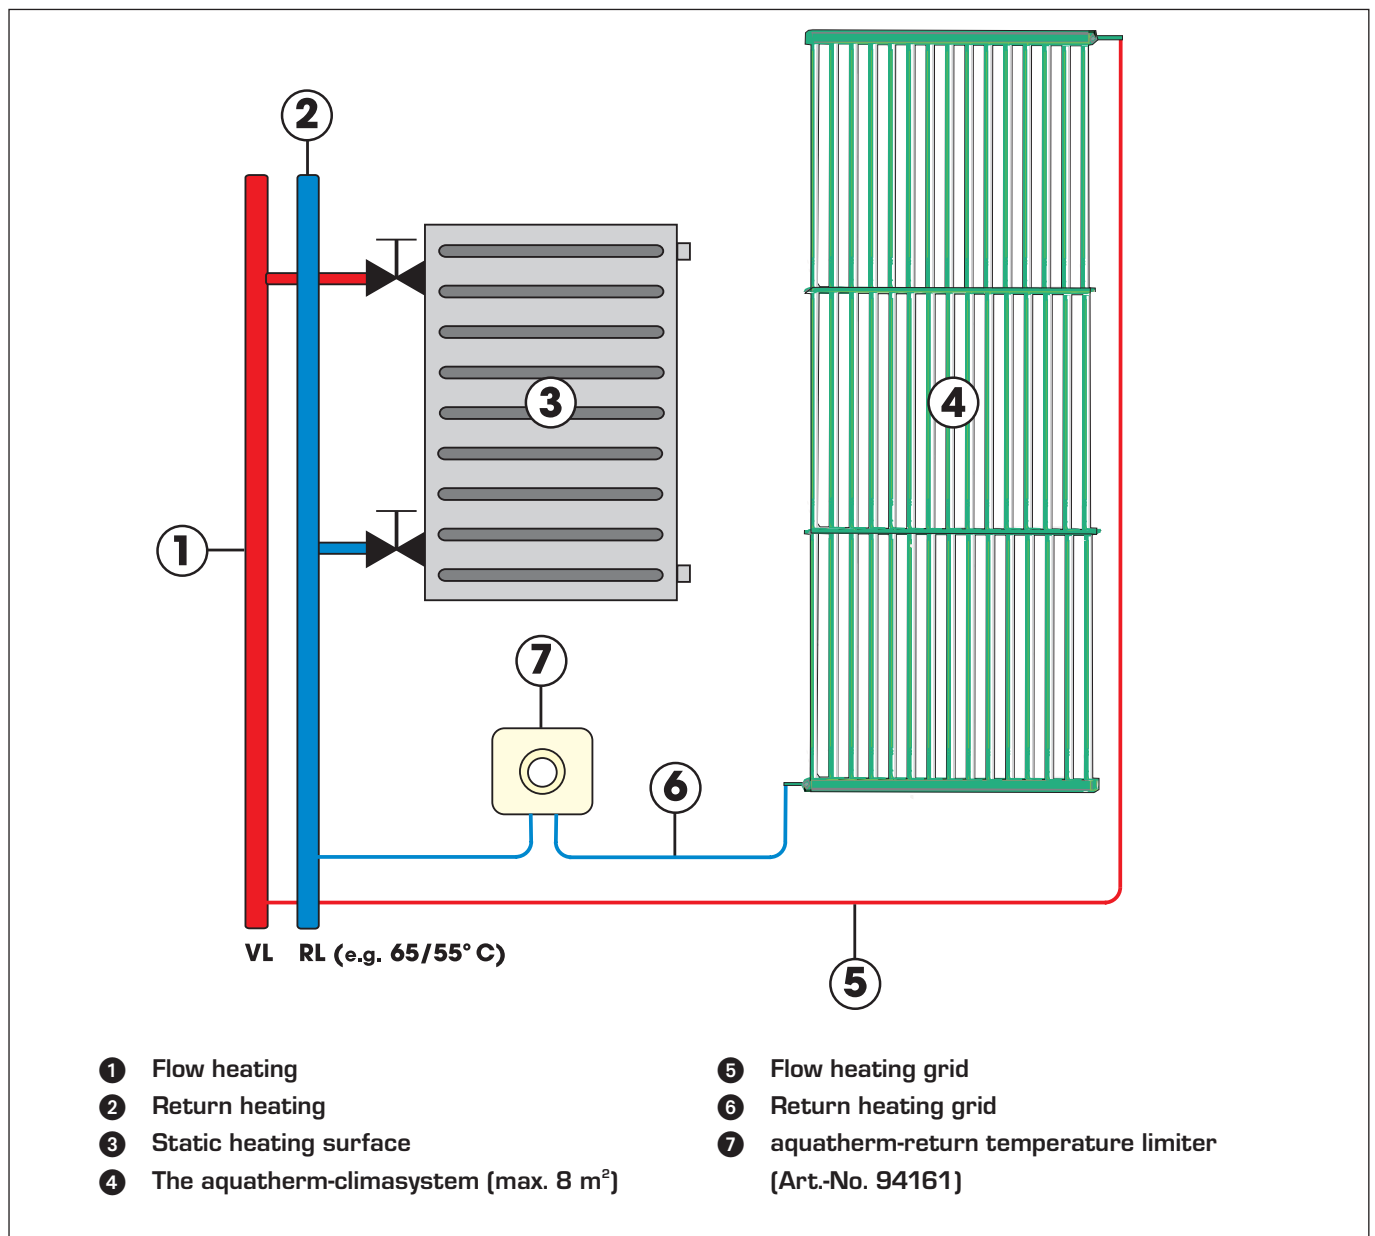 2
3
4
1
7
6
VL RL (e.g. 65/55° C)
5
1 Flow heating
2 Return heating
3 Static heating surface
4 The aquatherm-climasystem (max. 8 m²)
5 Flow heating grid
6 Return heating grid
7 aquatherm-return temperature limiter
(Art.-No. 94161)